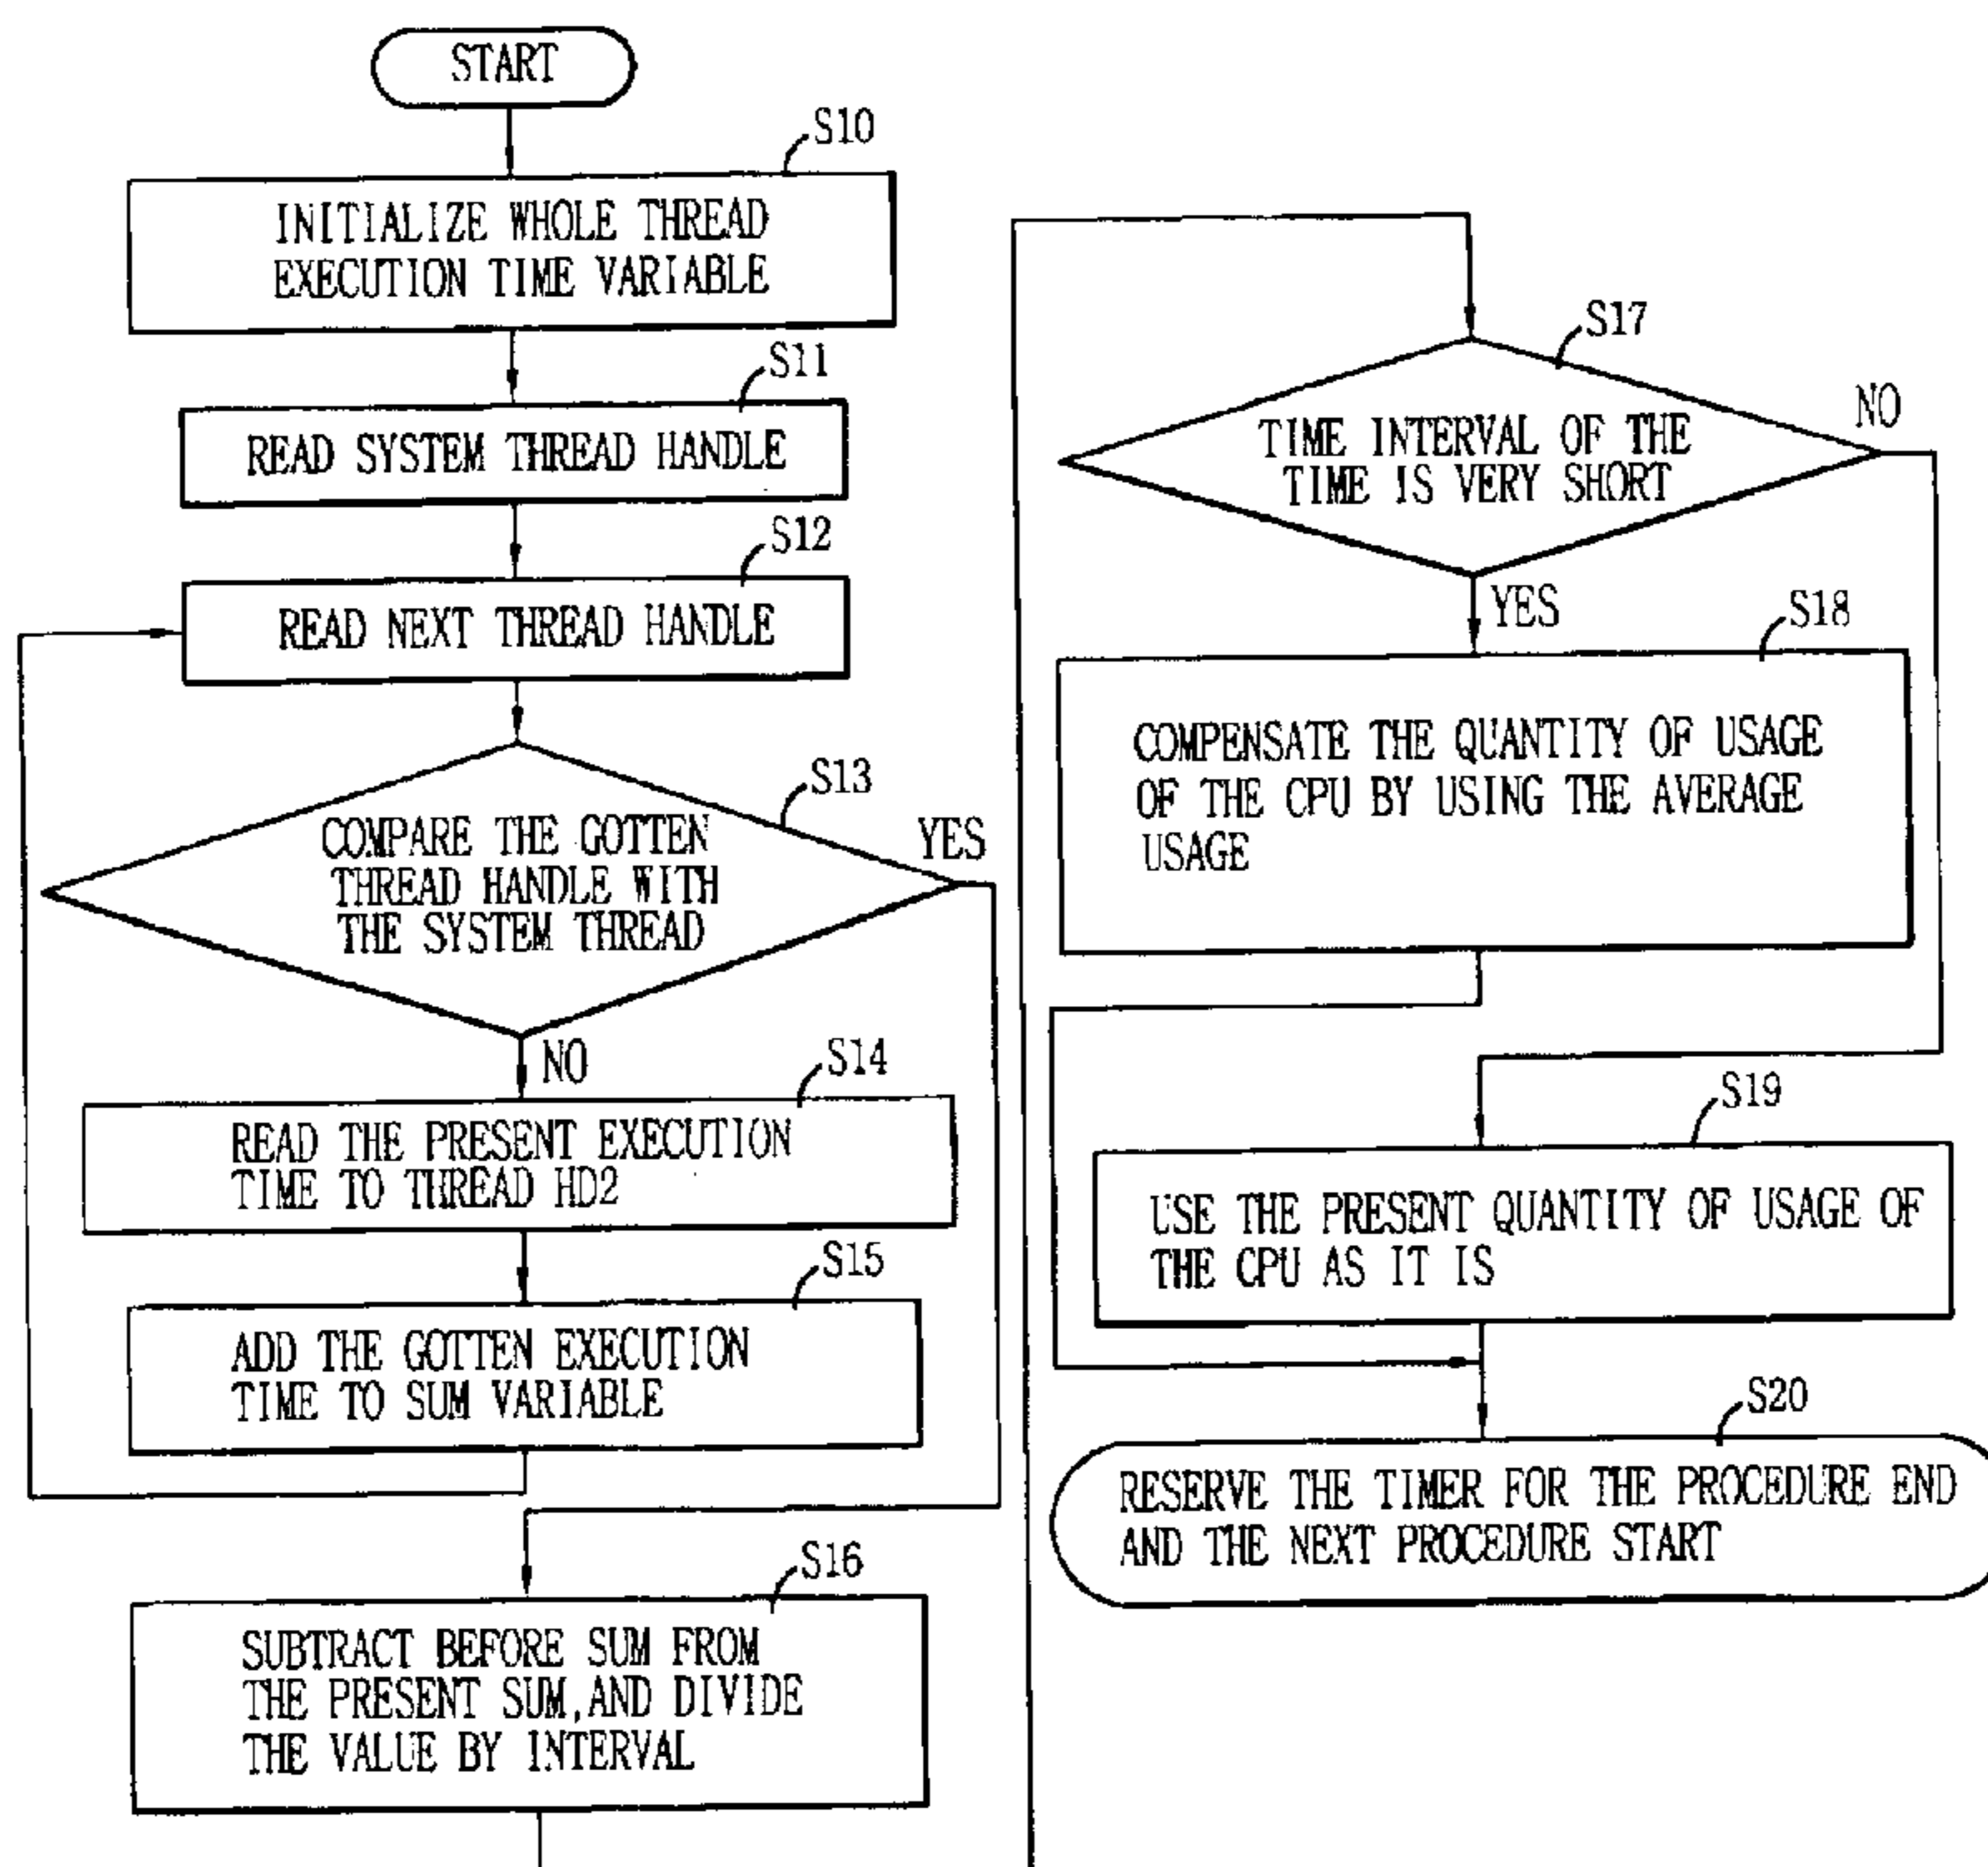 START
S10
INITIALIZE WHOLE THREAD
EXECUTION TIME VARIABLE
S11
READ SYSTEM THREAD HANDLE
S12
READ NEXT THREAD HANDLE
S13
COMPARE THE GOTTEN
THREAD HANDLE WITH
THE SYSTEM THREAD
YES
NO
S14
READ THE PRESENT EXECUTION
TIME TO THREAD HD2
S15
ADD THE GOTTEN EXECUTION
TIME TO SUM VARIABLE
S16
SUBTRACT BEFORE SUM FROM
THE PRESENT SUM,AND DIVIDE
THE VALUE BY INTERVAL
S17
TIME INTERVAL OF THE
TIME IS VERY SHORT
NO
YES
S18
COMPENSATE THE QUANTITY OF USAGE
OF THE CPU BY USING THE AVERAGE
USAGE
S19
USE THE PRESENT QUANTITY OF USAGE OF
THE CPU AS IT IS
S20
RESERVE THE TIMER FOR THE PROCEDURE END
AND THE NEXT PROCEDURE START